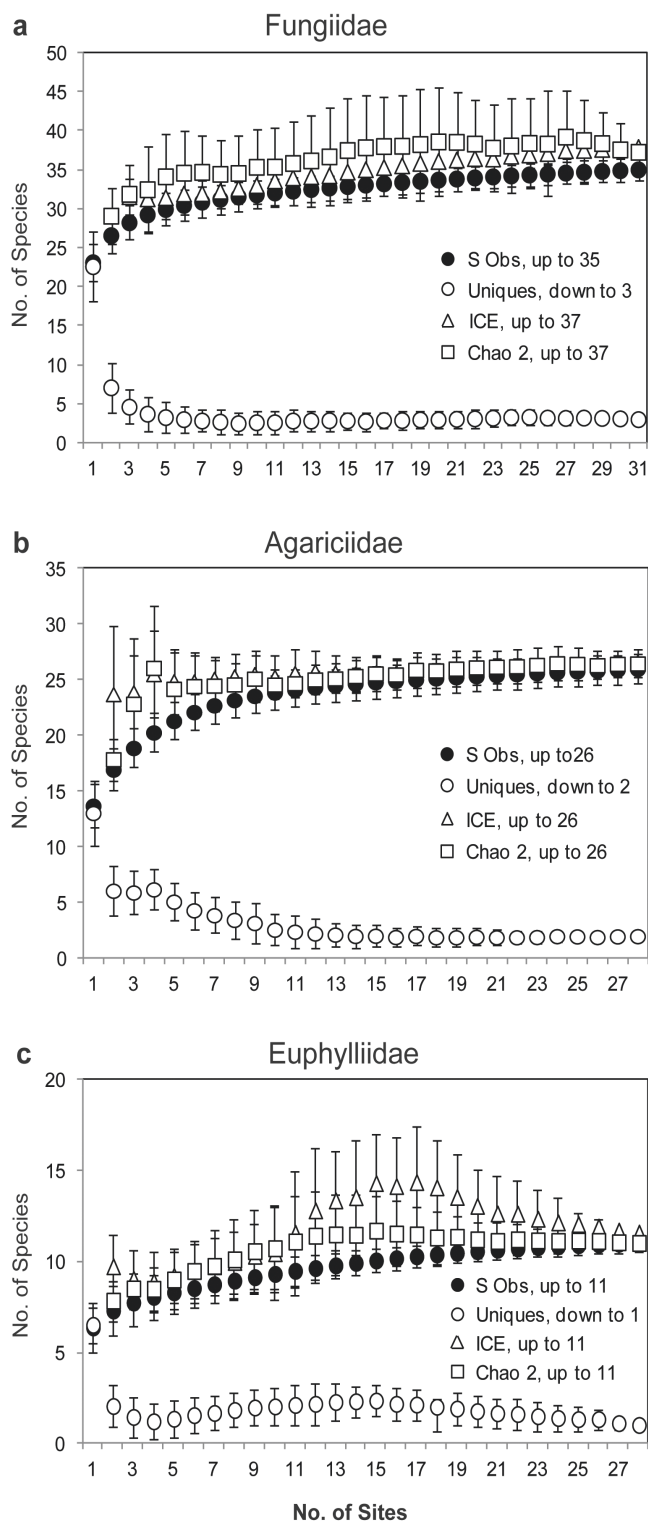 a
Fungiidae
50
45
40
35
30
25
20
15
10
5
0
No. of Species
S Obs, up to 35
Uniques, down to 3
ICE, up to 37
Chao 2, up to 37
1 3 5 7 9 11 13 15 17 19 21 23 25 27 29 31
b
Agariciidae
35
30
25
20
15
10
5
0
No. of Species
S Obs, up to26
Uniques, down to 2
ICE, up to 26
Chao 2, up to 26
1 3 5 7 9 11 13 15 17 19 21 23 25 27
c
Euphylliidae
20
15
10
5
0
No. of Species
S Obs, up to 11
Uniques, down to 1
ICE, up to 11
Chao 2, up to 11
1 3 5 7 9 11 13 15 17 19 21 23 25 27
No. of Sites